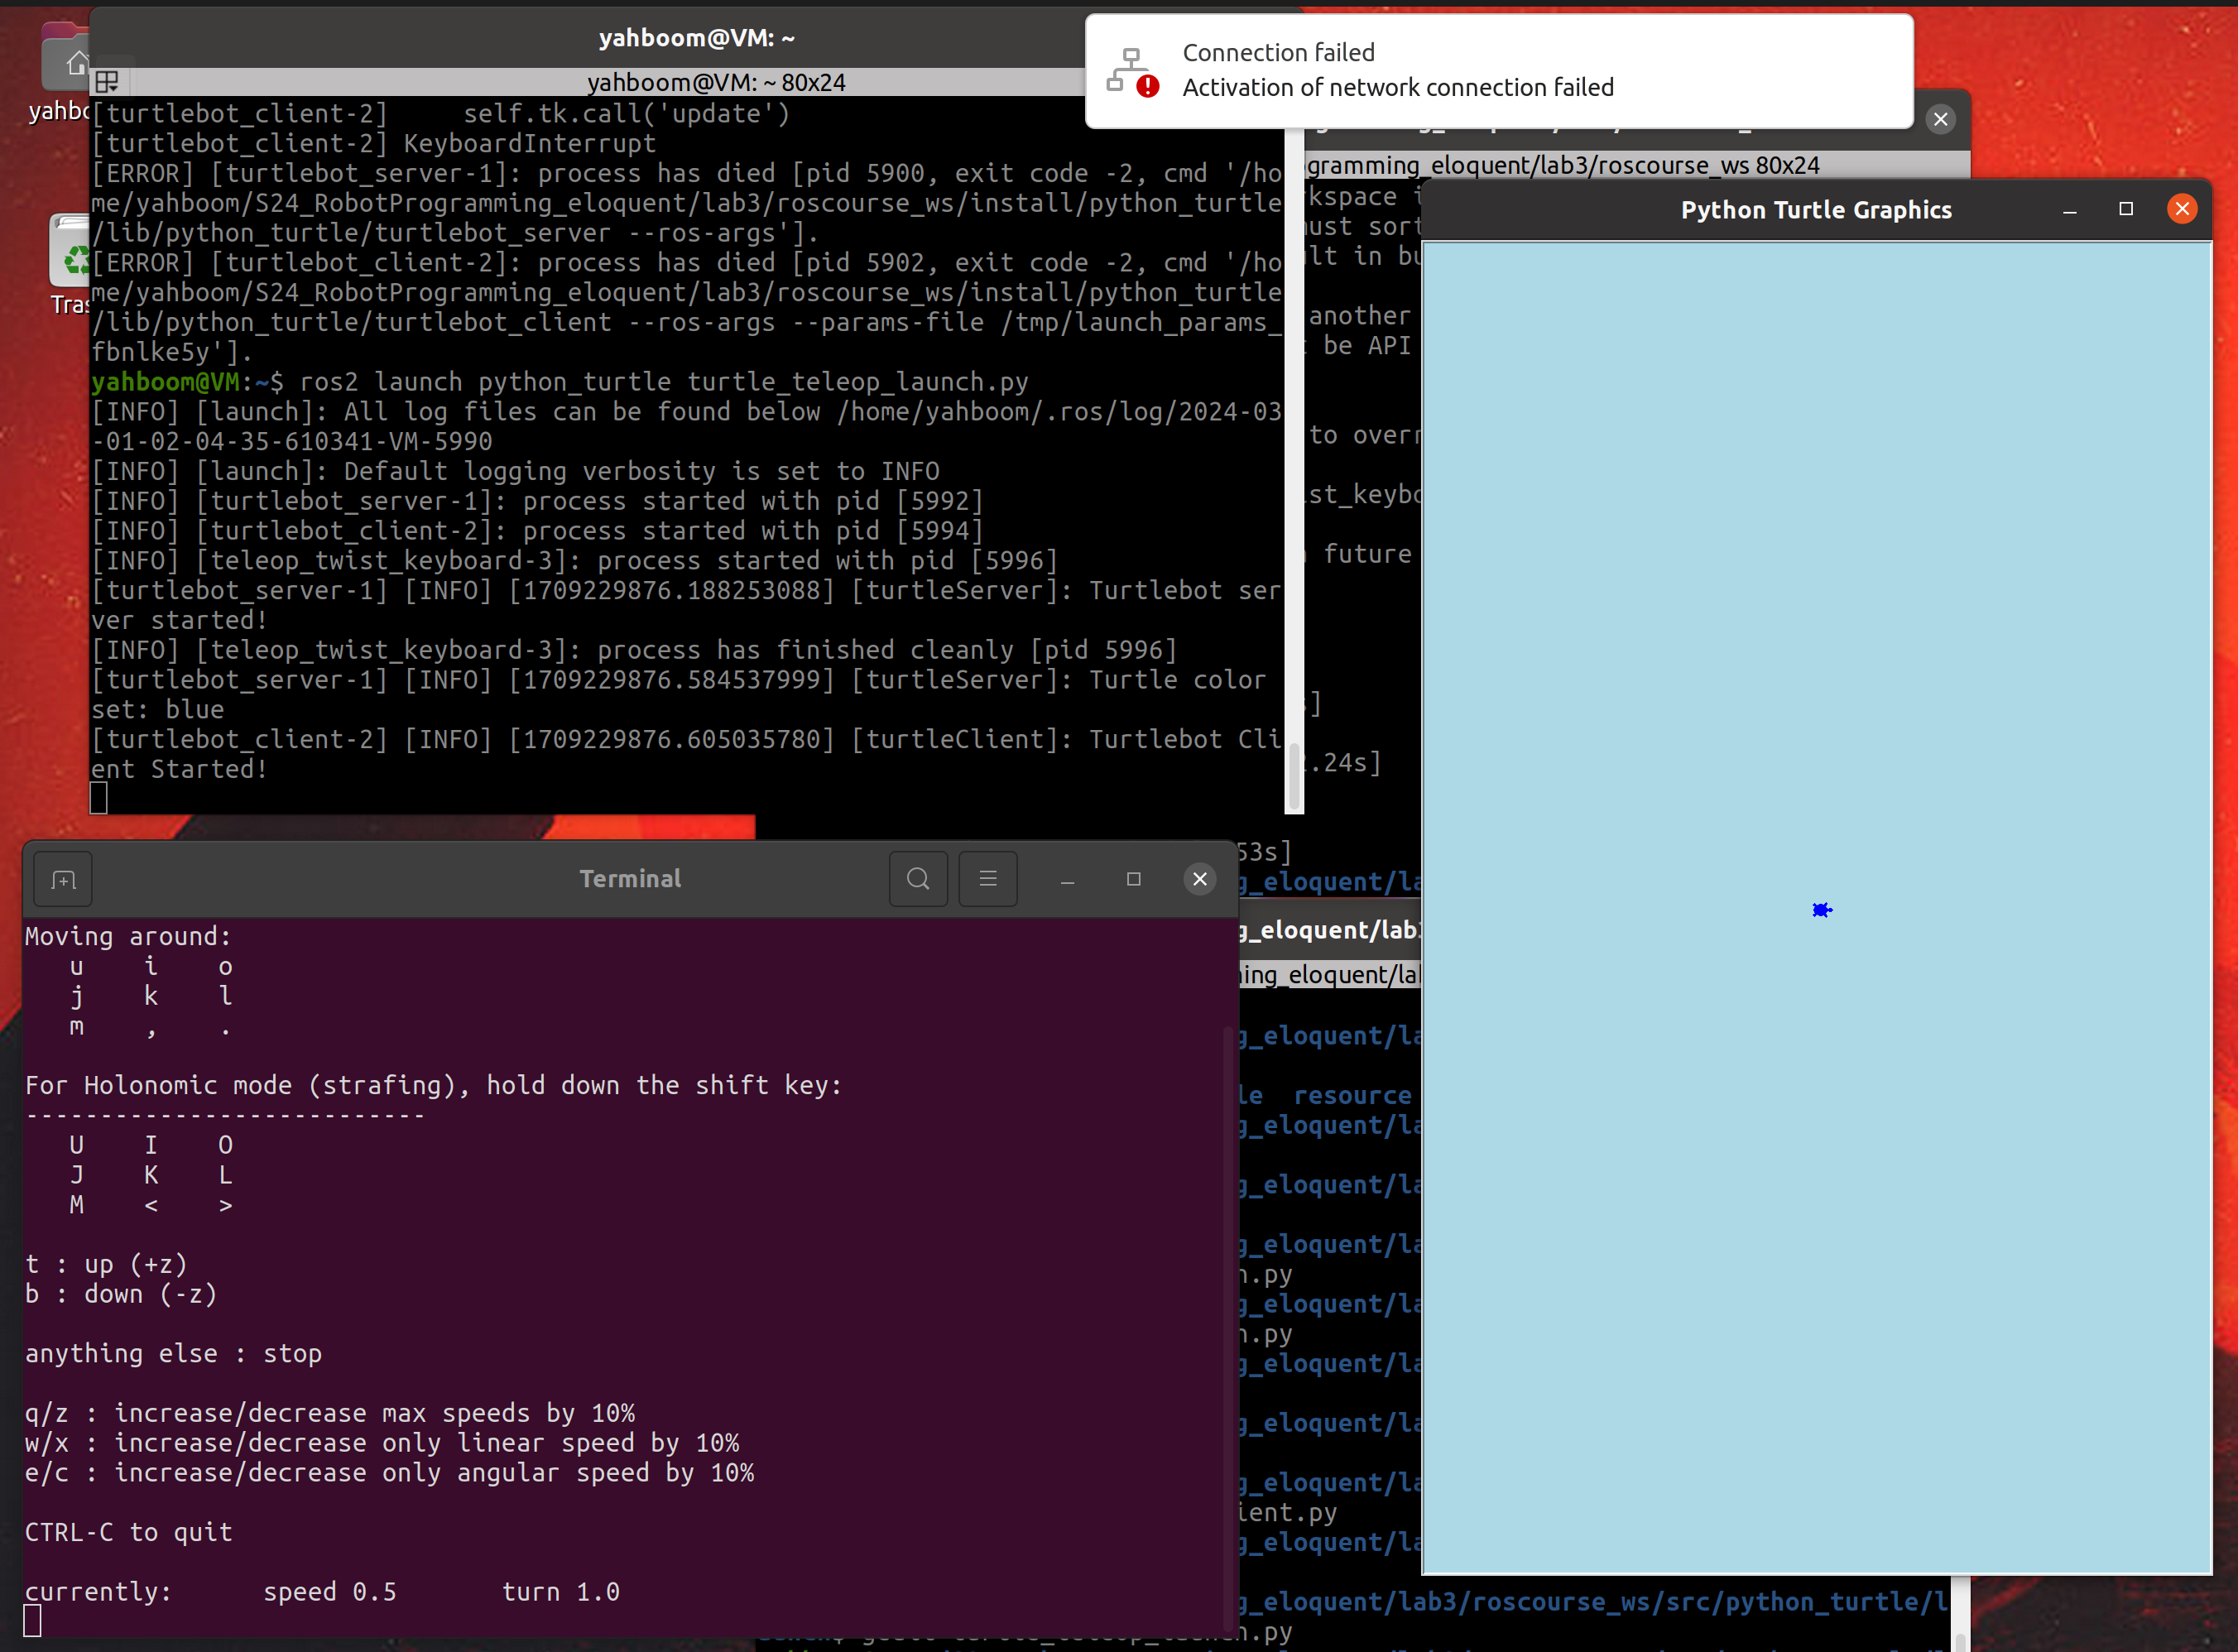 yahboom@VM: ~
yahboom@VM: ~ 80x24
[turtlebot_client-2]     self.tk.call('update')
[turtlebot_client-2] KeyboardInterrupt
[ERROR] [turtlebot_server-1]: process has died [pid 5900, exit code -2, cmd '/ho
me/yahboom/S24_RobotProgramming_eloquent/lab3/roscourse_ws/install/python_turtle
/lib/python_turtle/turtlebot_server --ros-args'].
[ERROR] [turtlebot_client-2]: process has died [pid 5902, exit code -2, cmd '/ho
me/yahboom/S24_RobotProgramming_eloquent/lab3/roscourse_ws/install/python_turtle
/lib/python_turtle/turtlebot_client --ros-args --params-file /tmp/launch_params_
fbnlke5y'].
yahboom@VM:~$ ros2 launch python_turtle turtle_teleop_launch.py
[INFO] [launch]: All log files can be found below /home/yahboom/.ros/log/2024-03
-01-02-04-35-610341-VM-5990
[INFO] [launch]: Default logging verbosity is set to INFO
[INFO] [turtlebot_server-1]: process started with pid [5992]
[INFO] [turtlebot_client-2]: process started with pid [5994]
[INFO] [teleop_twist_keyboard-3]: process started with pid [5996]
[turtlebot_server-1] [INFO] [1709229876.188253088] [turtleServer]: Turtlebot ser
ver started!
[INFO] [teleop_twist_keyboard-3]: process has finished cleanly [pid 5996]
[turtlebot_server-1] [INFO] [1709229876.584537999] [turtleServer]: Turtle color
set: blue
[turtlebot_client-2] [INFO] [1709229876.605035780] [turtleClient]: Turtlebot Cli
ent Started!
Connection failed
Activation of network connection failed
yahbo
Tras
gramming_eloquent/lab3/roscourse_ws 80x24
kspace i
ust sort
lt in bu
another
be API
to overr
st_keybo
future
s]
.24s]
53s]
g_eloquent/la
Python Turtle Graphics
Terminal
Moving around:
   u    i    o
   j    k    l
   m    ,    .
For Holonomic mode (strafing), hold down the shift key:
---------------------------
   U    I    O
   J    K    L
   M    <    >
t : up (+z)
b : down (-z)
anything else : stop
q/z : increase/decrease max speeds by 10%
w/x : increase/decrease only linear speed by 10%
e/c : increase/decrease only angular speed by 10%
CTRL-C to quit
currently:      speed 0.5       turn 1.0
g_eloquent/lab3
ing_eloquent/la
g_eloquent/la
le  resource
g_eloquent/la
g_eloquent/la
g_eloquent/la
n.py
g_eloquent/la
n.py
g_eloquent/la
g_eloquent/la
g_eloquent/la
ient.py
g_eloquent/la
g_eloquent/lab3/roscourse_ws/src/python_turtle/l
n.py